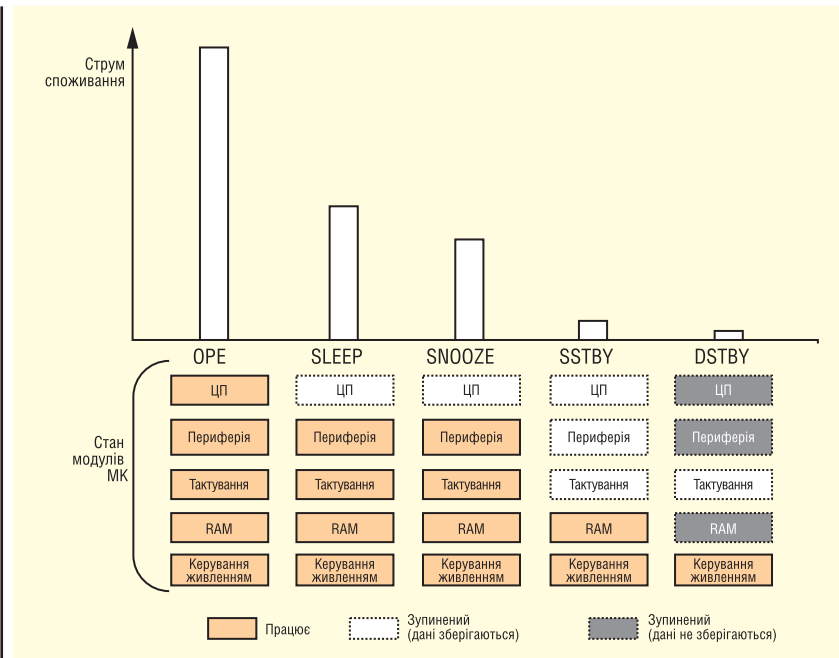 Струм
споживання
OPE SLEEP SNOOZE SSTBY DSTBY
Стан
модулів
МК
ЦП ЦП ЦП ЦП ЦП
Периферія Периферія Периферія Периферія Периферія
Тактування Тактування Тактування Тактування Тактування
RAM RAM RAM RAM RAM
Керування Керування Керування Керування Керування
живленням живленням живленням живленням живленням
Працює
Зупинений
(дані зберігаються)
Зупинений
(дані не зберігаються)